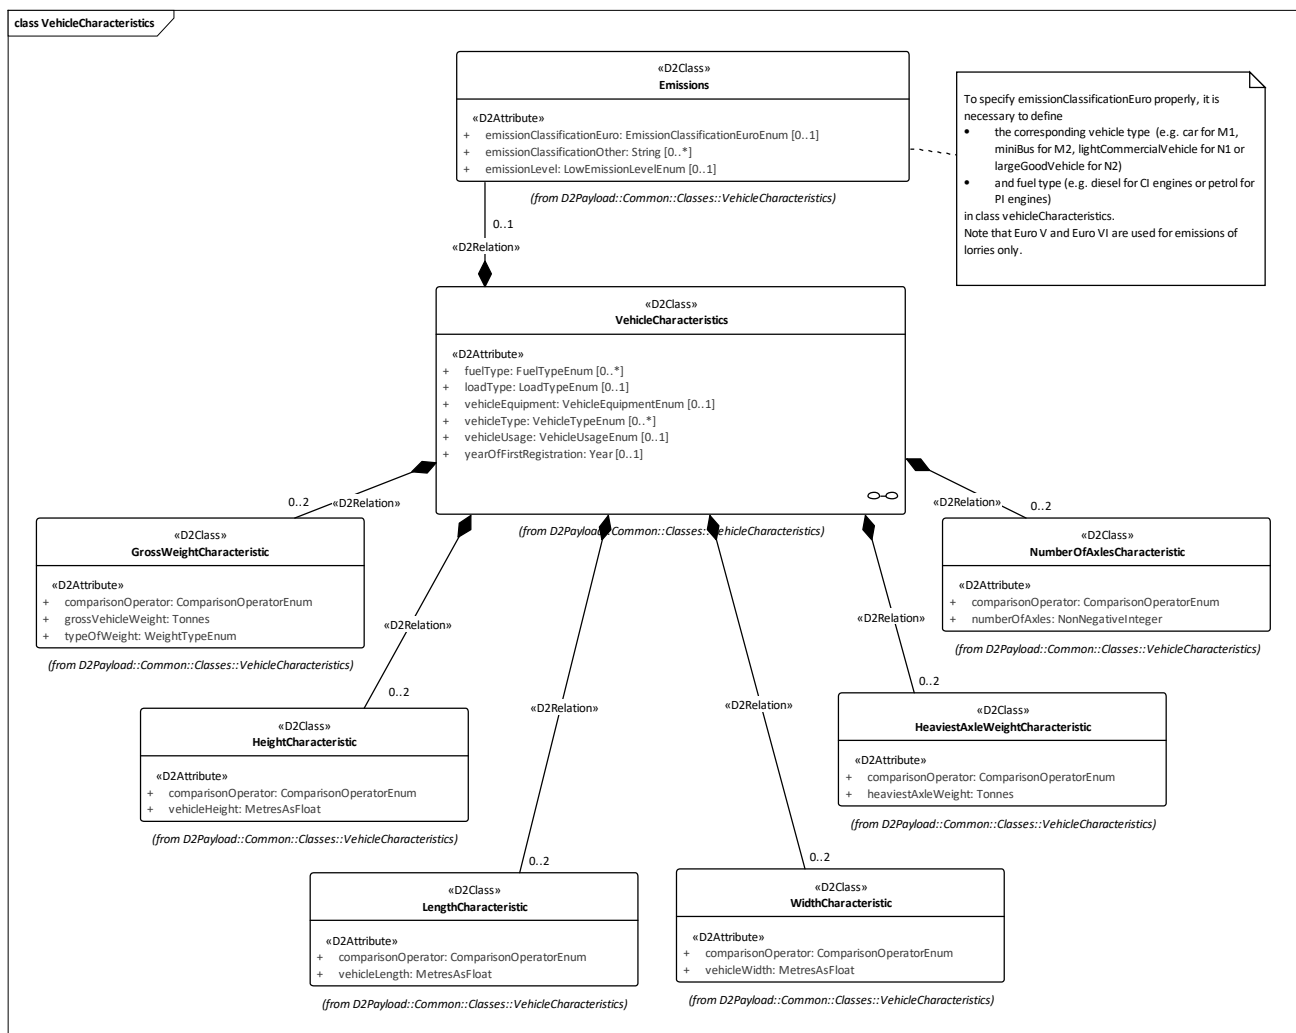 class VehicleCharacteristics
«D2Class»
Emissions
«D2Attribute»
+ emissionClassificationEuro: EmissionClassificationEuroEnum [0..1]
+ emissionClassificationOther: String [0..*]
+ emissionLevel: LowEmissionLevelEnum [0..1]
(from D2Payload::Common::Classes::VehicleCharacteristics)
To specify emissionClassificationEuro properly, it is
necessary to define
• the corresponding vehicle type (e.g. car for M1,
miniBus for M2, lightCommercialVehicle for N1 or
largeGoodVehicle for N2)
• and fuel type (e.g. diesel for CI engines or petrol for
PI engines)
in class vehicleCharacteristics.
Note that Euro V and Euro VI are used for emissions of
lorries only.
0..1
«D2Relation»
«D2Class»
VehicleCharacteristics
«D2Attribute»
+ fuelType: FuelTypeEnum [0..*]
+ loadType: LoadTypeEnum [0..1]
+ vehicleEquipment: VehicleEquipmentEnum [0..1]
+ vehicleType: VehicleTypeEnum [0..*]
+ vehicleUsage: VehicleUsageEnum [0..1]
+ yearOfFirstRegistration: Year [0..1]
(from D2Payload::Common::Classes::VehicleCharacteristics)
0..2
«D2Relation»
«D2Class»
GrossWeightCharacteristic
«D2Attribute»
+ comparisonOperator: ComparisonOperatorEnum
+ grossVehicleWeight: Tonnes
+ typeOfWeight: WeightTypeEnum
(from D2Payload::Common::Classes::VehicleCharacteristics)
«D2Relation»
0..2
«D2Class»
NumberOfAxlesCharacteristic
«D2Attribute»
+ comparisonOperator: ComparisonOperatorEnum
+ numberOfAxles: NonNegativeInteger
(from D2Payload::Common::Classes::VehicleCharacteristics)
«D2Relation»
0..2
«D2Class»
HeightCharacteristic
«D2Attribute»
+ comparisonOperator: ComparisonOperatorEnum
+ vehicleHeight: MetresAsFloat
(from D2Payload::Common::Classes::VehicleCharacteristics)
«D2Relation»
0..2
«D2Class»
HeaviestAxleWeightCharacteristic
«D2Attribute»
+ comparisonOperator: ComparisonOperatorEnum
+ heaviestAxleWeight: Tonnes
(from D2Payload::Common::Classes::VehicleCharacteristics)
«D2Relation»
0..2
«D2Class»
LengthCharacteristic
«D2Attribute»
+ comparisonOperator: ComparisonOperatorEnum
+ vehicleLength: MetresAsFloat
(from D2Payload::Common::Classes::VehicleCharacteristics)
«D2Relation»
0..2
«D2Class»
WidthCharacteristic
«D2Attribute»
+ comparisonOperator: ComparisonOperatorEnum
+ vehicleWidth: MetresAsFloat
(from D2Payload::Common::Classes::VehicleCharacteristics)